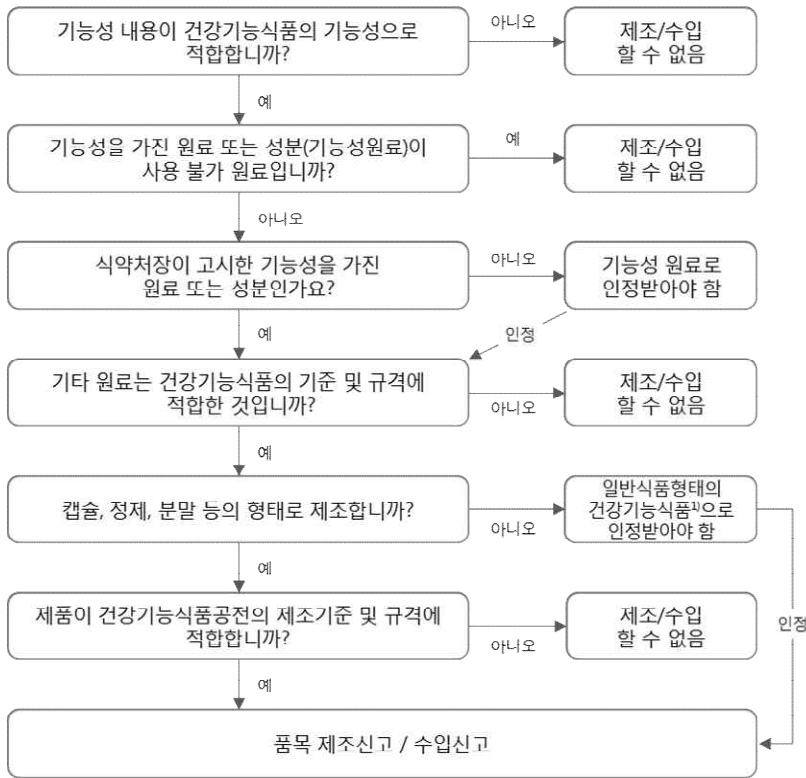 기능성 내용이 건강기능식품의 기능성으로
적합합니까?
아니오
제조/수입
할 수 없음
예
기능성을 가진 원료 또는 성분(기능성원료)이
사용 불가 원료입니까?
예
제조/수입
할 수 없음
아니오
식약처장이 고시한 기능성을 가진
원료 또는 성분인가요?
아니오
기능성 원료로
인정받아야 함
예
인정
기타 원료는 건강기능식품의 기준 및 규격에
적합한 것입니까?
아니오
제조/수입
할 수 없음
예
캡슐, 정제, 분말 등의 형태로 제조합니까?
아니오
일반식품형태의
건강기능식품¹⁾으로
인정받아야 함
예
제품이 건강기능식품공전의 제조기준 및 규격에
적합합니까?
아니오
제조/수입
할 수 없음
인정
예
품목 제조신고 / 수입신고